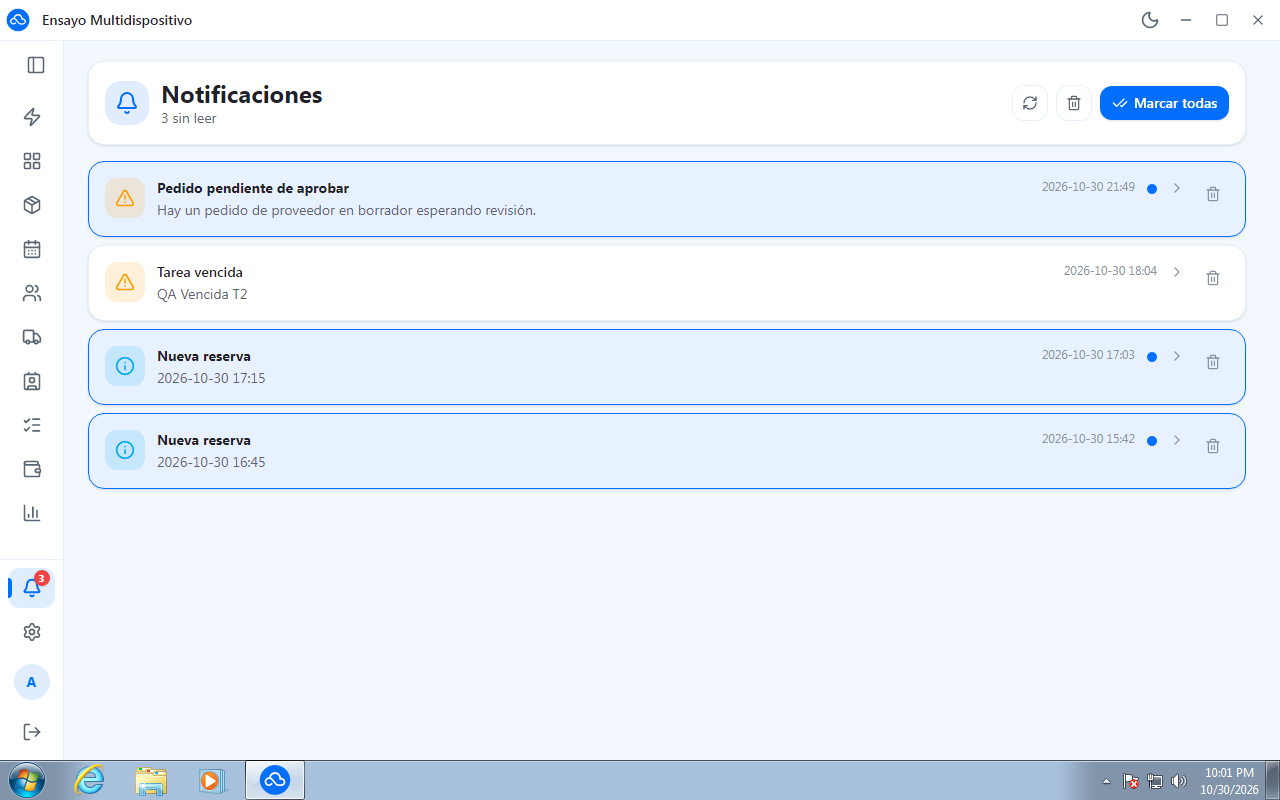 Ensayo Multidispositivo
Notificaciones
3 sin leer
Marcar todas
Pedido pendiente de aprobar
2026-10-30 21:49
Hay un pedido de proveedor en borrador esperando revisión.
Tarea vencida
2026-10-30 18:04
QA Vencida T2
Nueva reserva
2026-10-30 17:03
2026-10-30 17:15
Nueva reserva
2026-10-30 15:42
2026-10-30 16:45
3
A
10:01 PM
10/30/2026